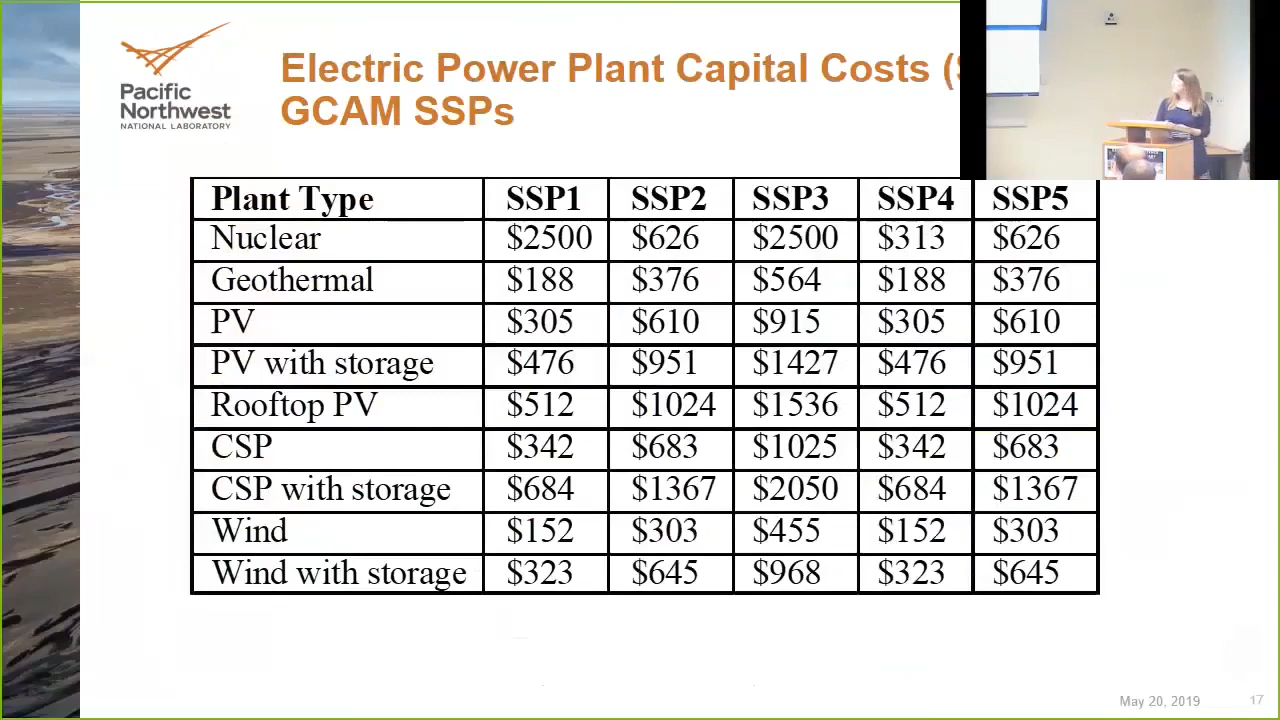 Pacific
Northwest
NATIONAL LABORATORY
Electric Power Plant Capital Costs (
GCAM SSPs
Plant Type SSP1 SSP2 SSP3 SSP4 SSP5
Nuclear $2500 $626 $2500 $313 $626
Geothermal $188 $376 $564 $188 $376
PV $305 $610 $915 $305 $610
PV with storage $476 $951 $1427 $476 $951
Rooftop PV $512 $1024 $1536 $512 $1024
CSP $342 $683 $1025 $342 $683
CSP with storage $684 $1367 $2050 $684 $1367
Wind $152 $303 $455 $152 $303
Wind with storage $323 $645 $968 $323 $645
May 20, 2019 17